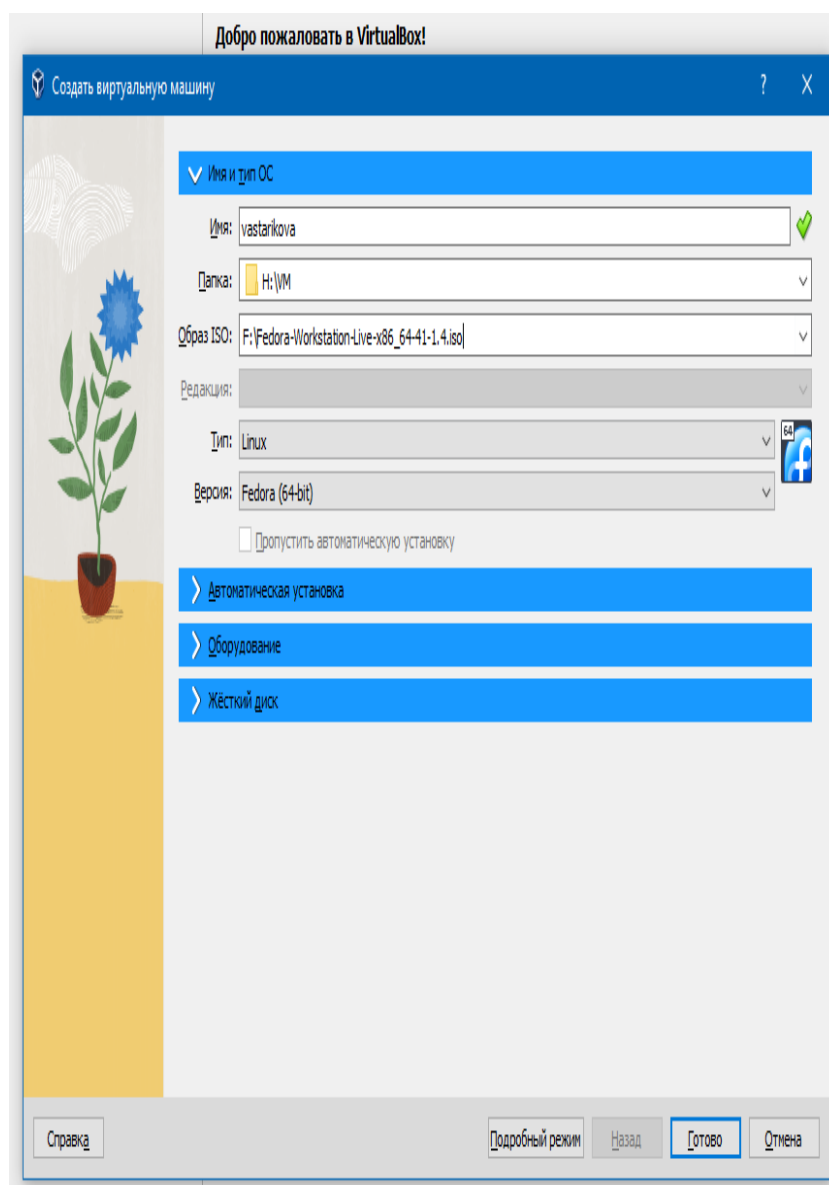 Добро пожаловать в VirtualBox!
Создать виртуальную машину
?
X
Имя и тип ОС
Имя: vastarikova
Папка: H:\VM
Образ ISO: F:\Fedora-Workstation-Live-x86_64-41-1.4.iso
Редакция:
Тип: Linux
64
Версия: Fedora (64-bit)
Пропустить автоматическую установку
Автоматическая установка
Оборудование
Жёсткий диск
Справка Подробный режим Назад Готово Отмена